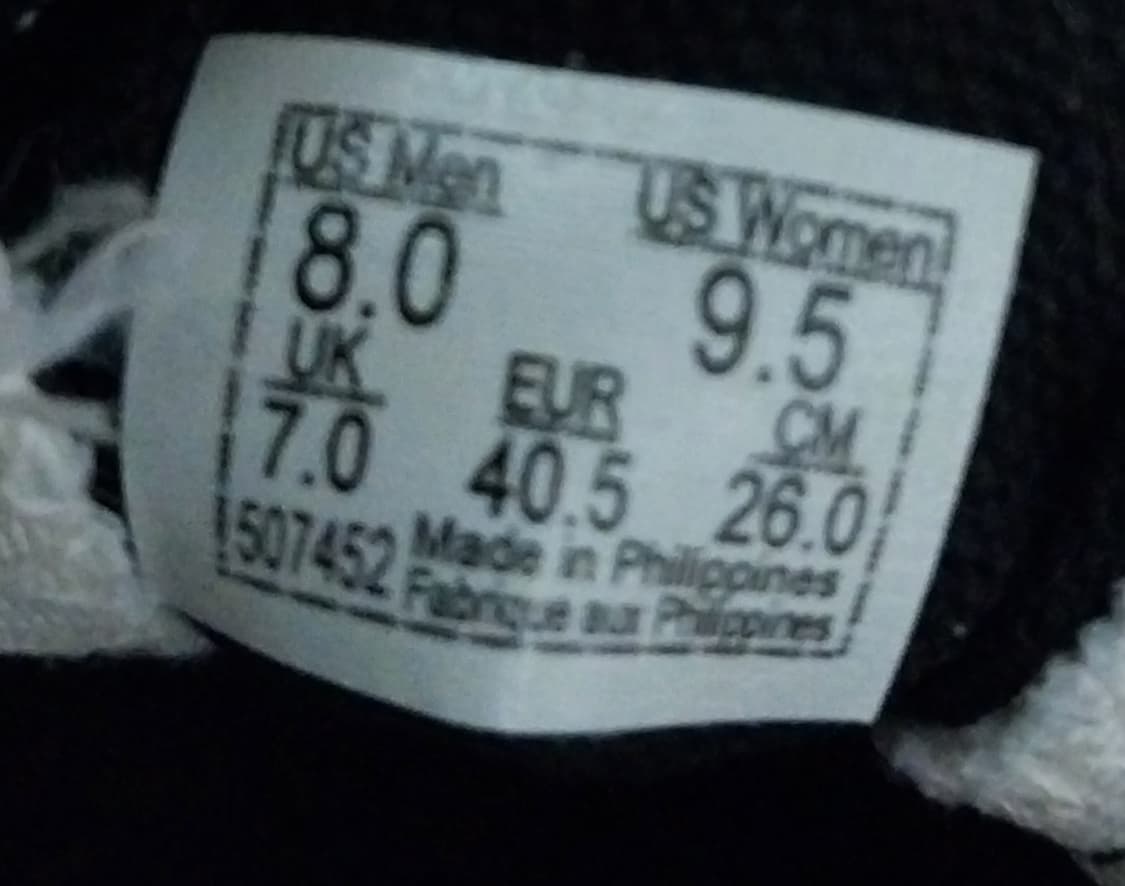 US Men US Women
8.0 9.5
UK EUR CM
7.0 40.5 26.0
507452 Made in Philippines
Fabrique aux Philippines